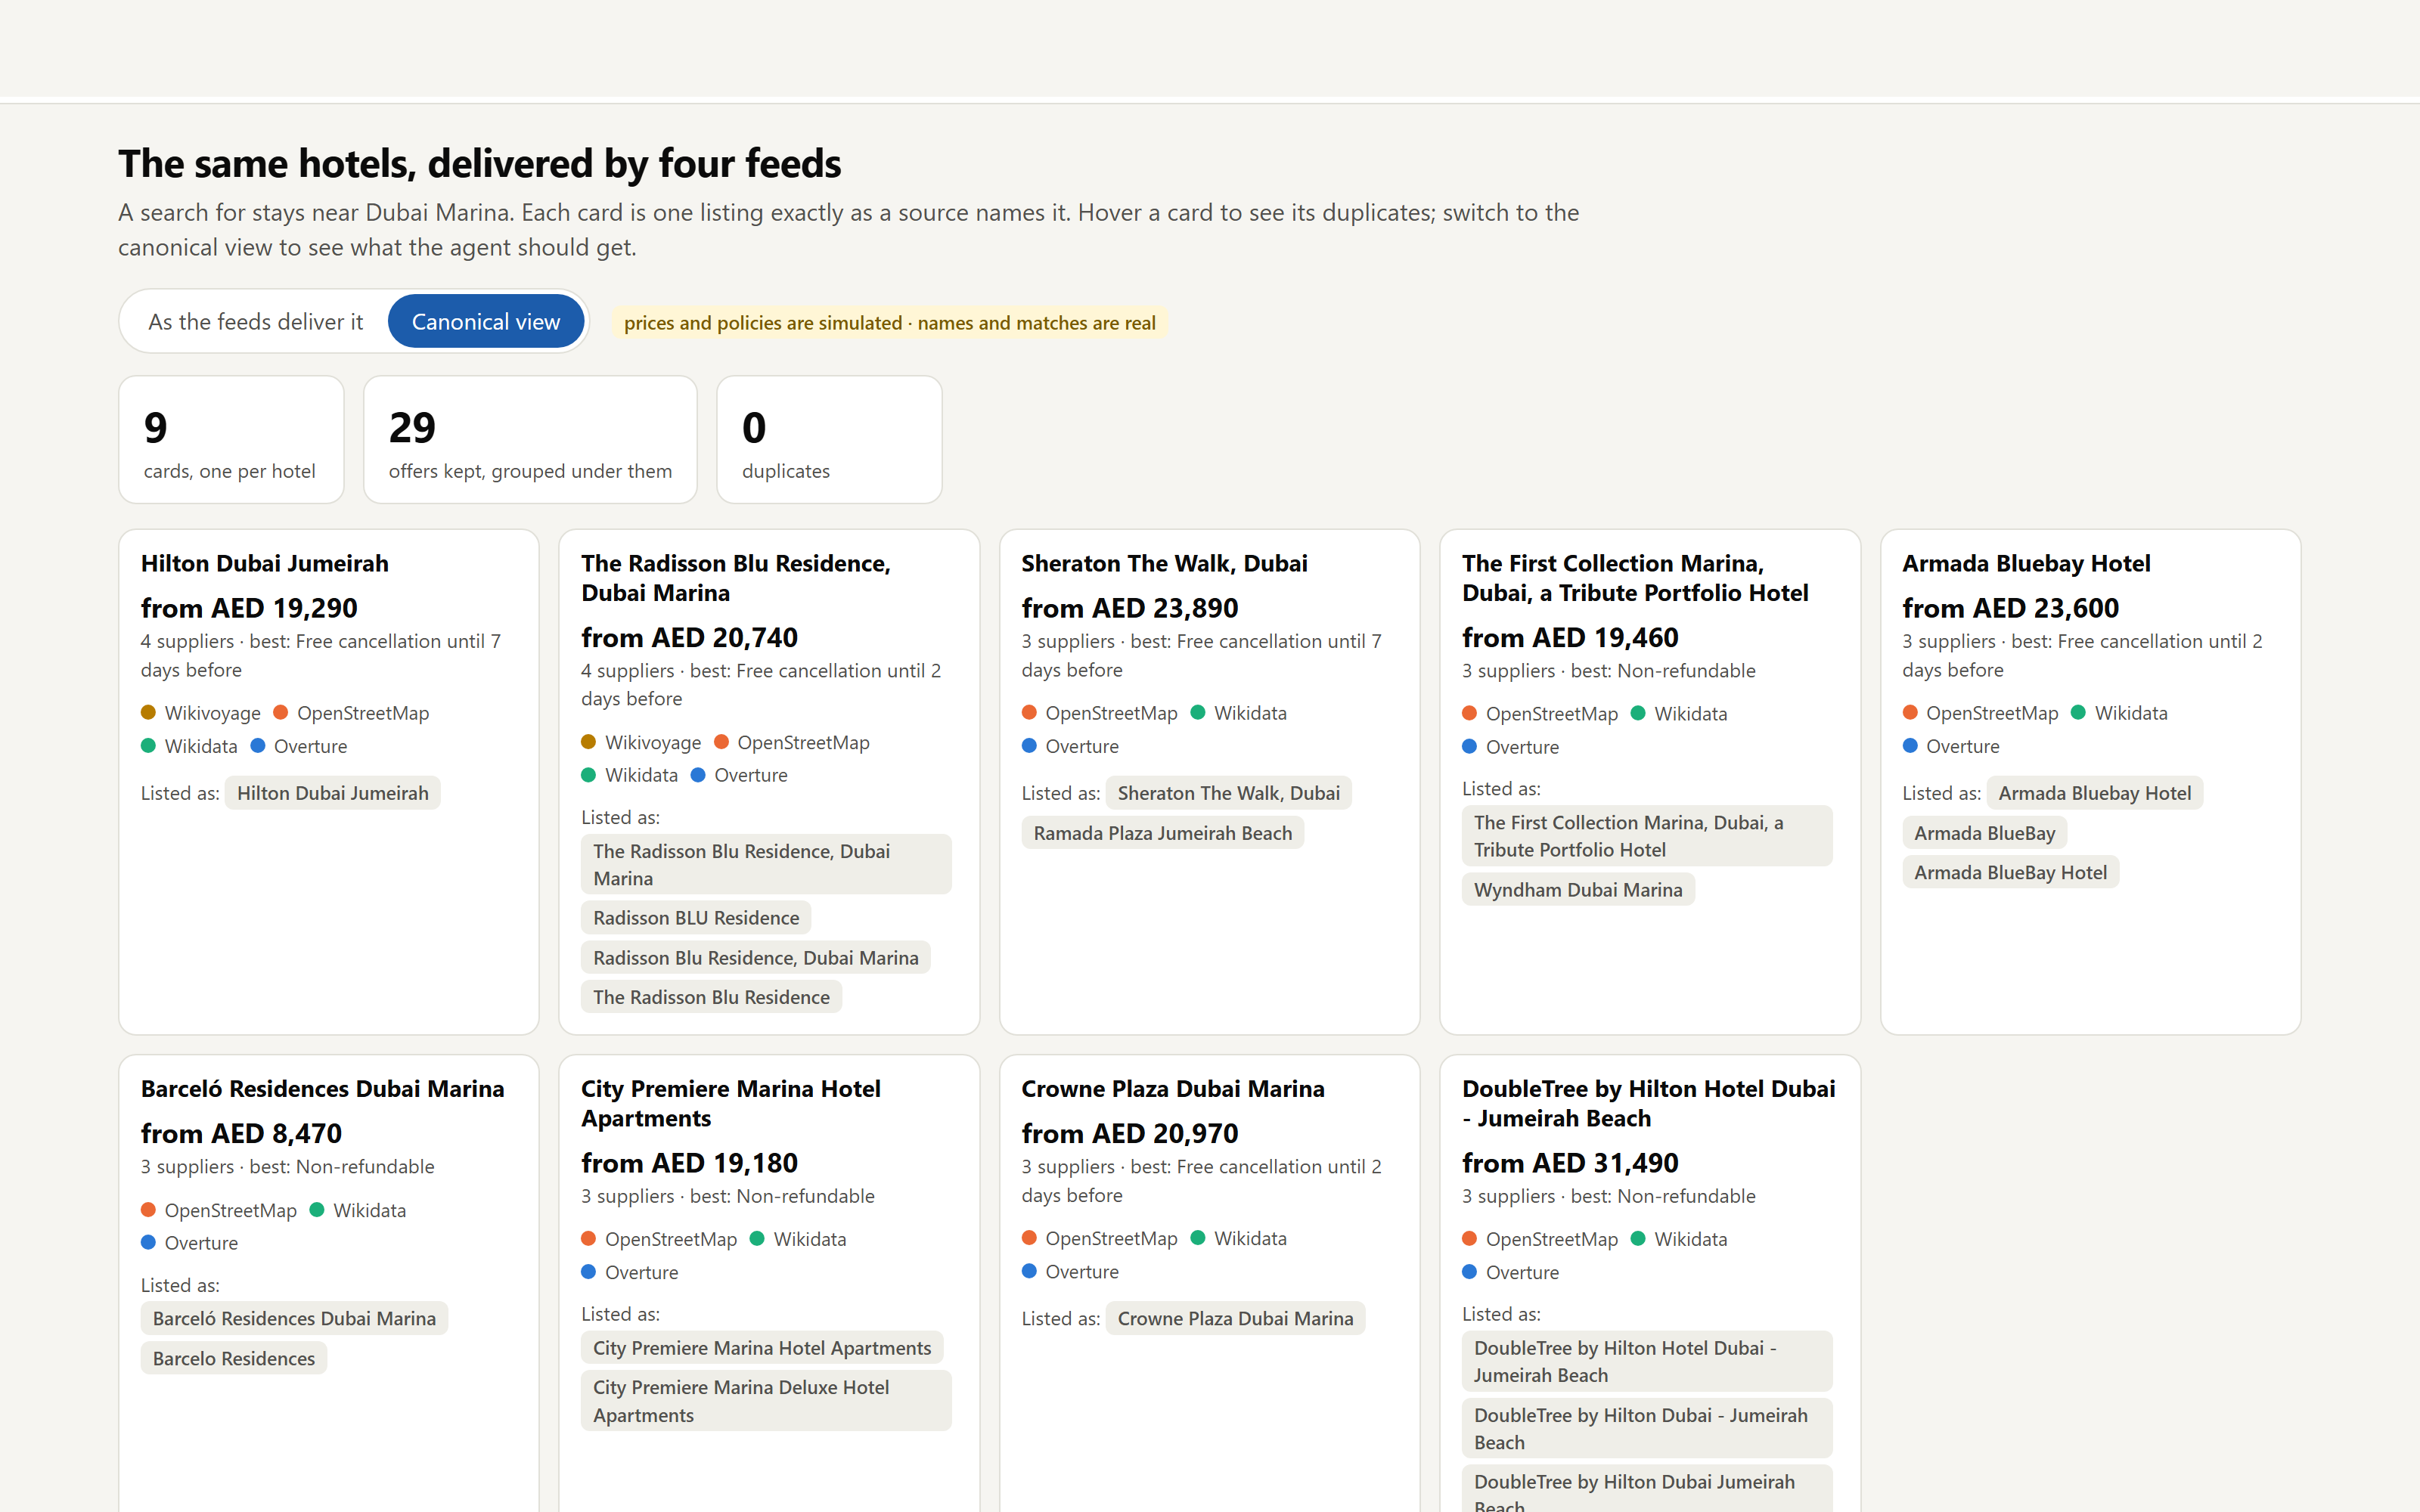 The same hotels, delivered by four feeds
A search for stays near Dubai Marina. Each card is one listing exactly as a source names it. Hover a card to see its duplicates; switch to the
canonical view to see what the agent should get.
As the feeds deliver it
Canonical view
prices and policies are simulated · names and matches are real
9
cards, one per hotel
29
offers kept, grouped under them
0
duplicates
Hilton Dubai Jumeirah
from AED 19,290
4 suppliers · best: Free cancellation until 7
days before
Wikivoyage OpenStreetMap
Wikidata Overture
Listed as: Hilton Dubai Jumeirah
The Radisson Blu Residence,
Dubai Marina
from AED 20,740
4 suppliers · best: Free cancellation until 2
days before
Wikivoyage OpenStreetMap
Wikidata Overture
Listed as:
The Radisson Blu Residence, Dubai
Marina
Radisson BLU Residence
Radisson Blu Residence, Dubai Marina
The Radisson Blu Residence
Sheraton The Walk, Dubai
from AED 23,890
3 suppliers · best: Free cancellation until 7
days before
OpenStreetMap Wikidata
Overture
Listed as: Sheraton The Walk, Dubai
Ramada Plaza Jumeirah Beach
The First Collection Marina,
Dubai, a Tribute Portfolio Hotel
from AED 19,460
3 suppliers · best: Non-refundable
OpenStreetMap Wikidata
Overture
Listed as:
The First Collection Marina, Dubai, a
Tribute Portfolio Hotel
Wyndham Dubai Marina
Armada Bluebay Hotel
from AED 23,600
3 suppliers · best: Free cancellation until 2
days before
OpenStreetMap Wikidata
Overture
Listed as: Armada Bluebay Hotel
Armada BlueBay
Armada BlueBay Hotel
Barceló Residences Dubai Marina
from AED 8,470
3 suppliers · best: Non-refundable
OpenStreetMap Wikidata
Overture
Listed as:
Barceló Residences Dubai Marina
Barcelo Residences
City Premiere Marina Hotel
Apartments
from AED 19,180
3 suppliers · best: Non-refundable
OpenStreetMap Wikidata
Overture
Listed as:
City Premiere Marina Hotel Apartments
City Premiere Marina Deluxe Hotel
Apartments
Crowne Plaza Dubai Marina
from AED 20,970
3 suppliers · best: Free cancellation until 2
days before
OpenStreetMap Wikidata
Overture
Listed as: Crowne Plaza Dubai Marina
DoubleTree by Hilton Hotel Dubai
- Jumeirah Beach
from AED 31,490
3 suppliers · best: Non-refundable
OpenStreetMap Wikidata
Overture
Listed as:
DoubleTree by Hilton Hotel Dubai -
Jumeirah Beach
DoubleTree by Hilton Dubai - Jumeirah
Beach
DoubleTree by Hilton Dubai Jumeirah
Beach